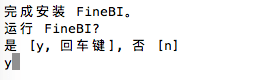 完成安装 FineBI。
运行 FineBI?
是 [y, 回车键], 否 [n]
y